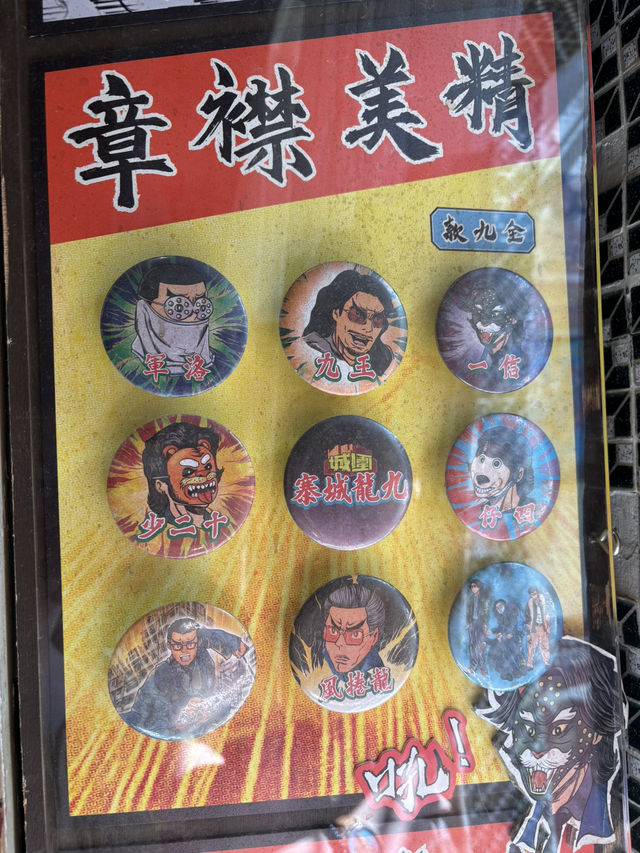 精美襟章
全九款
信一
王九
洛軍
四仔
圍城
九龍城寨
十二少
龍捲風
吼！